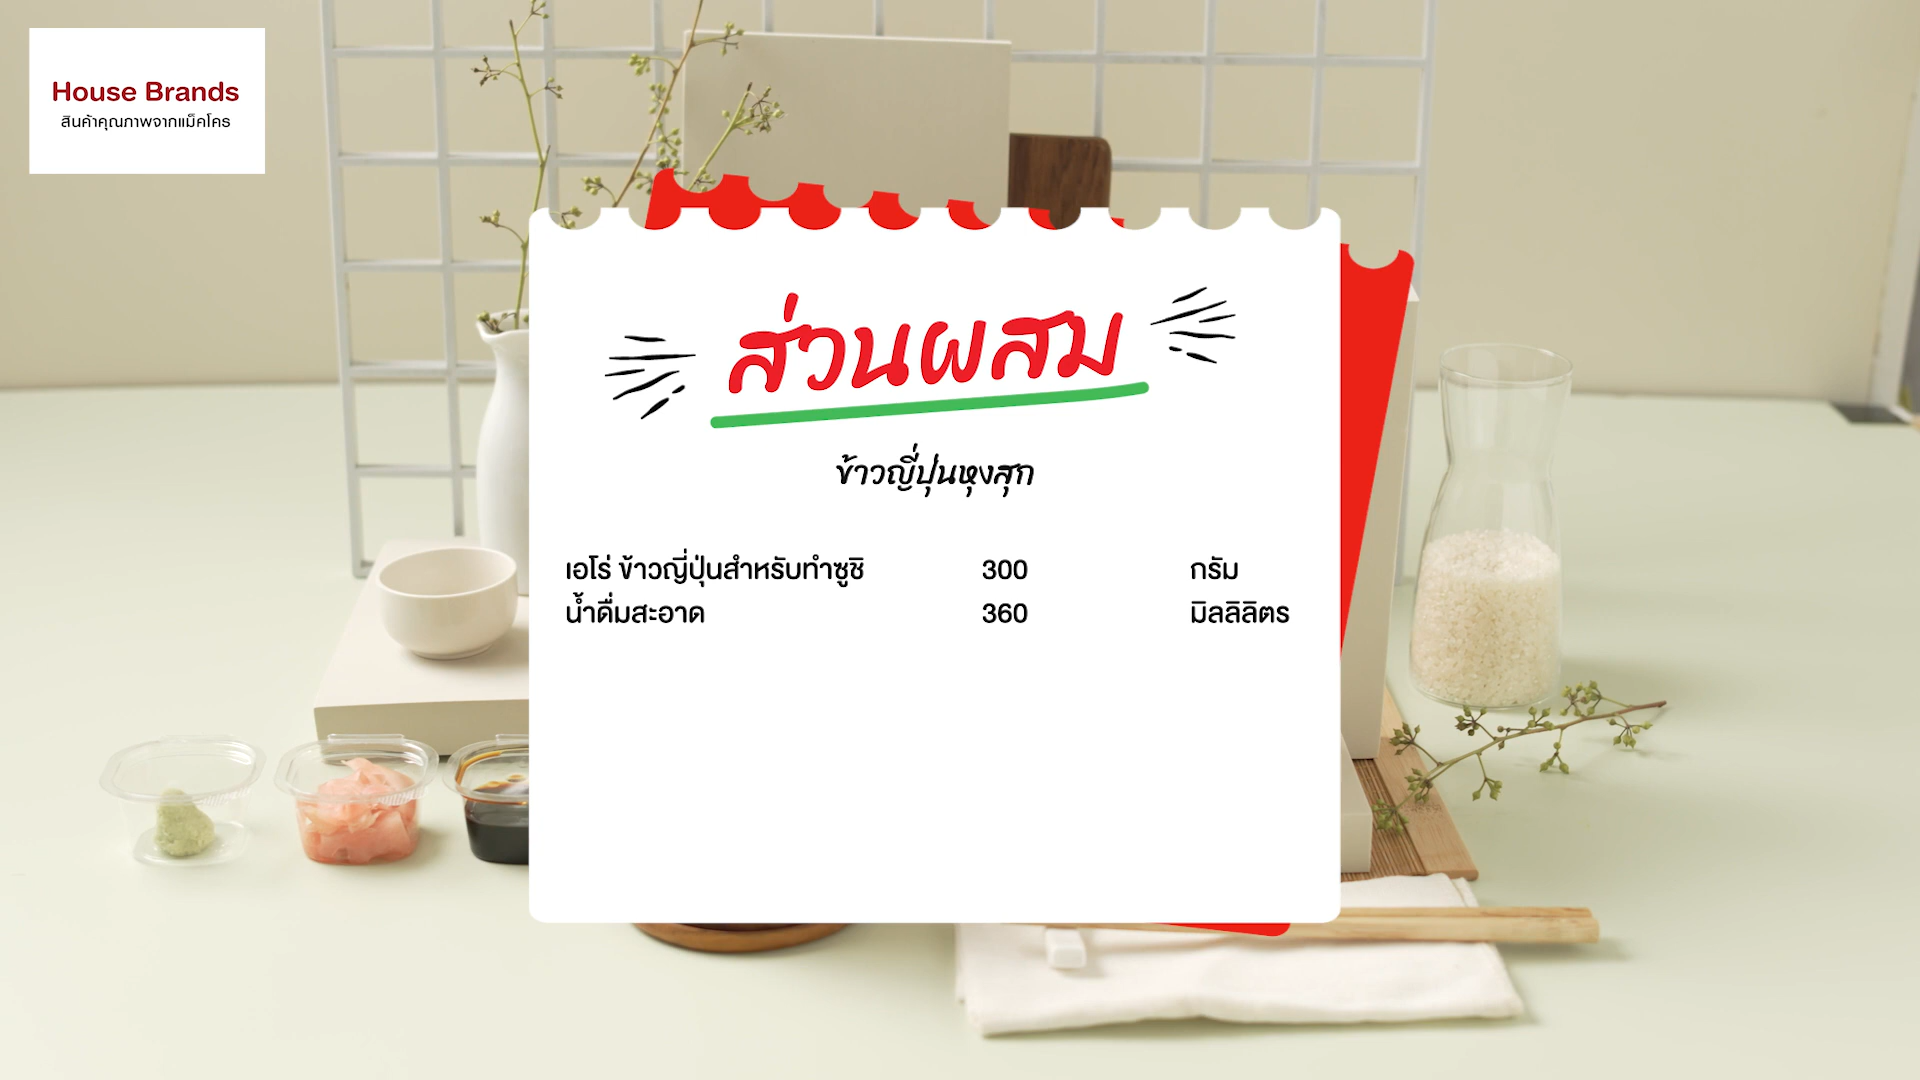 House Brands
สินค้าคุณภาพจากแม็คโคร
ส่วนผสม
ข้าวญี่ปุ่นหุงสุก
เอโร่ ข้าวญี่ปุ่นสำหรับทำซูชิ 300 กรัม
น้ำดื่มสะอาด 360 มิลลิลิตร